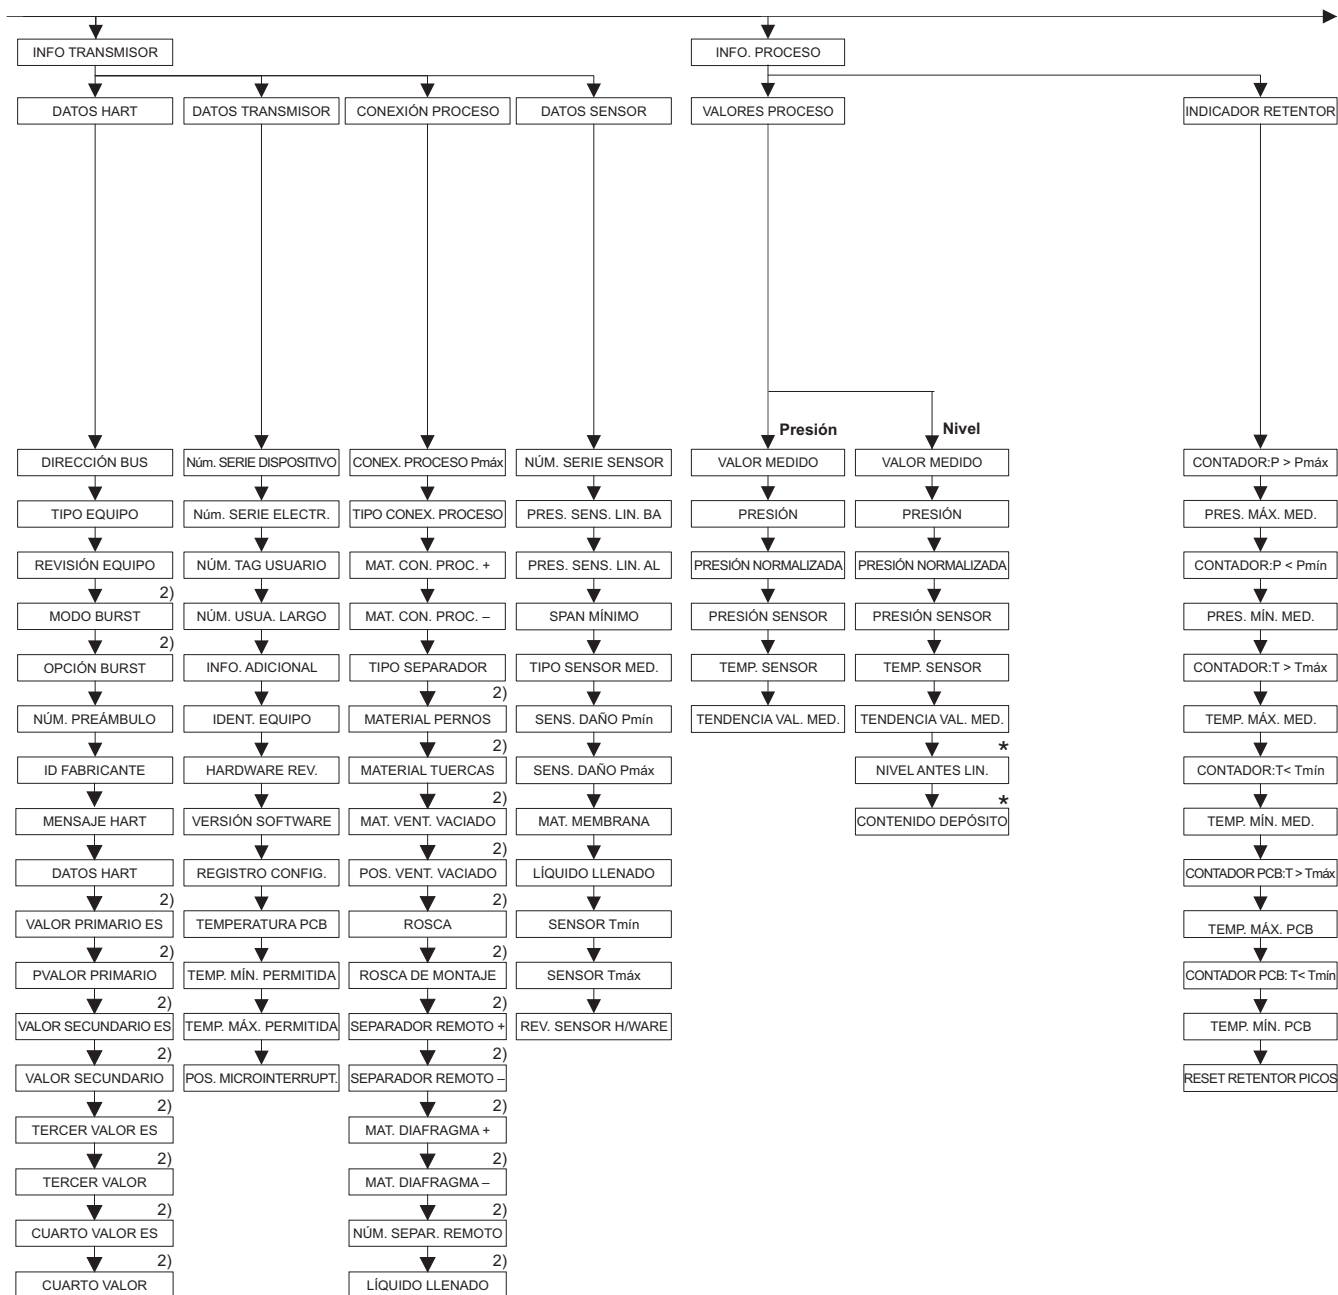 INFO TRANSMISOR
INFO. PROCESO
DATOS HART
DATOS TRANSMISOR
CONEXIÓN PROCESO
DATOS SENSOR
VALORES PROCESO
INDICADOR RETENTOR
DIRECCIÓN BUS
TIPO EQUIPO
REVISIÓN EQUIPO
2)
MODO BURST
2)
OPCIÓN BURST
NÚM. PREÁMBULO
ID FABRICANTE
MENSAJE HART
DATOS HART
2)
VALOR PRIMARIO ES
2)
PVALOR PRIMARIO
2)
VALOR SECUNDARIO ES
2)
VALOR SECUNDARIO
2)
TERCER VALOR ES
2)
TERCER VALOR
2)
CUARTO VALOR ES
2)
CUARTO VALOR
Núm. SERIE DISPOSITIVO
Núm. SERIE ELECTR.
NÚM. TAG USUARIO
NÚM. USUA. LARGO
INFO. ADICIONAL
IDENT. EQUIPO
HARDWARE REV.
VERSIÓN SOFTWARE
REGISTRO CONFIG.
TEMPERATURA PCB
TEMP. MÍN. PERMITIDA
TEMP. MÁX. PERMITIDA
POS. MICROINTERRUPT.
CONEX. PROCESO Pmáx
TIPO CONEX. PROCESO
MAT. CON. PROC. +
MAT. CON. PROC. –
TIPO SEPARADOR
2)
MATERIAL PERNOS
2)
MATERIAL TUERCAS
2)
MAT. VENT. VACIADO
2)
POS. VENT. VACIADO
2)
ROSCA
2)
ROSCA DE MONTAJE
2)
SEPARADOR REMOTO +
2)
SEPARADOR REMOTO –
2)
MAT. DIAFRAGMA +
2)
MAT. DIAFRAGMA –
2)
NÚM. SEPAR. REMOTO
2)
LÍQUIDO LLENADO
NÚM. SERIE SENSOR
PRES. SENS. LIN. BA
PRES. SENS. LIN. AL
SPAN MÍNIMO
TIPO SENSOR MED.
SENS. DAÑO Pmín
SENS. DAÑO Pmáx
MAT. MEMBRANA
LÍQUIDO LLENADO
SENSOR Tmín
SENSOR Tmáx
REV. SENSOR H/WARE
Presión
VALOR MEDIDO
PRESIÓN
PRESIÓN NORMALIZADA
PRESIÓN SENSOR
TEMP. SENSOR
TENDENCIA VAL. MED.
Nivel
VALOR MEDIDO
PRESIÓN
PRESIÓN NORMALIZADA
PRESIÓN SENSOR
TEMP. SENSOR
TENDENCIA VAL. MED.
*
NIVEL ANTES LIN.
*
CONTENIDO DEPÓSITO
CONTADOR:P > Pmáx
PRES. MÁX. MED.
CONTADOR:P < Pmín
PRES. MÍN. MED.
CONTADOR:T > Tmáx
TEMP. MÁX. MED.
CONTADOR:T< Tmín
TEMP. MÍN. MED.
CONTADOR PCB:T > Tmáx
TEMP. MÁX. PCB
CONTADOR PCB: T< Tmín
TEMP. MÍN. PCB
RESET RETENTOR PICOS